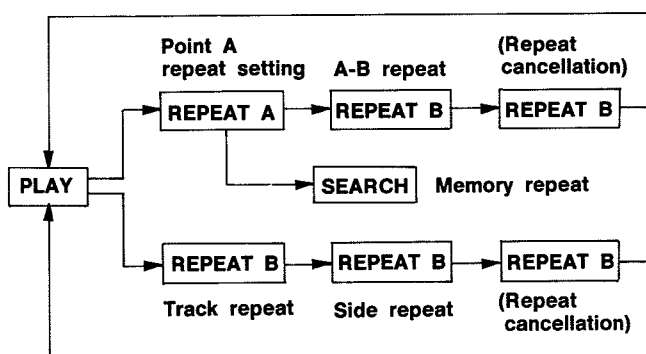 Point A
repeat setting
A-B repeat
(Repeat
cancellation)
REPEAT A
REPEAT B
REPEAT B
PLAY
SEARCH
Memory repeat
REPEAT B
REPEAT B
REPEAT B
Track repeat
Side repeat
(Repeat
cancellation)